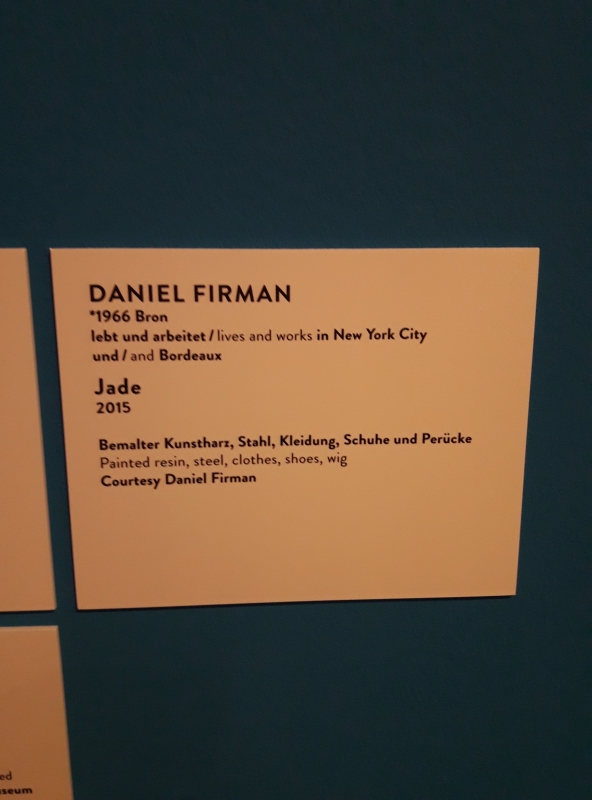 DANIEL FIRMAN
*1966 Bron
lebt und arbeitet / lives and works in New York City
und / and Bordeaux
Jade
2015
Bemalter Kunstharz, Stahl, Kleidung, Schuhe und Perücke
Painted resin, steel, clothes, shoes, wig
Courtesy Daniel Firman